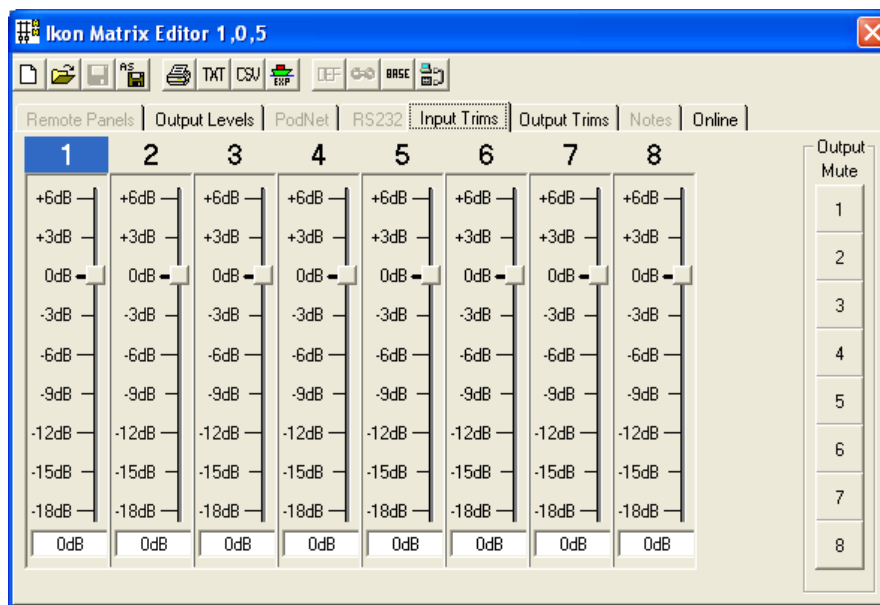 Ikon Matrix Editor 1,0,5
AS TXT CSV EXP DEF BASE
Remote Panels Output Levels PodNet RS232 Input Trims Output Trims Notes Online
1 2 3 4 5 6 7 8
+6dB +6dB +6dB +6dB +6dB +6dB +6dB +6dB
+3dB +3dB +3dB +3dB +3dB +3dB +3dB +3dB
0dB 0dB 0dB 0dB 0dB 0dB 0dB 0dB
-3dB -3dB -3dB -3dB -3dB -3dB -3dB -3dB
-6dB -6dB -6dB -6dB -6dB -6dB -6dB -6dB
-9dB -9dB -9dB -9dB -9dB -9dB -9dB -9dB
-12dB -12dB -12dB -12dB -12dB -12dB -12dB -12dB
-15dB -15dB -15dB -15dB -15dB -15dB -15dB -15dB
-18dB -18dB -18dB -18dB -18dB -18dB -18dB -18dB
0dB 0dB 0dB 0dB 0dB 0dB 0dB 0dB
Output
Mute
1
2
3
4
5
6
7
8